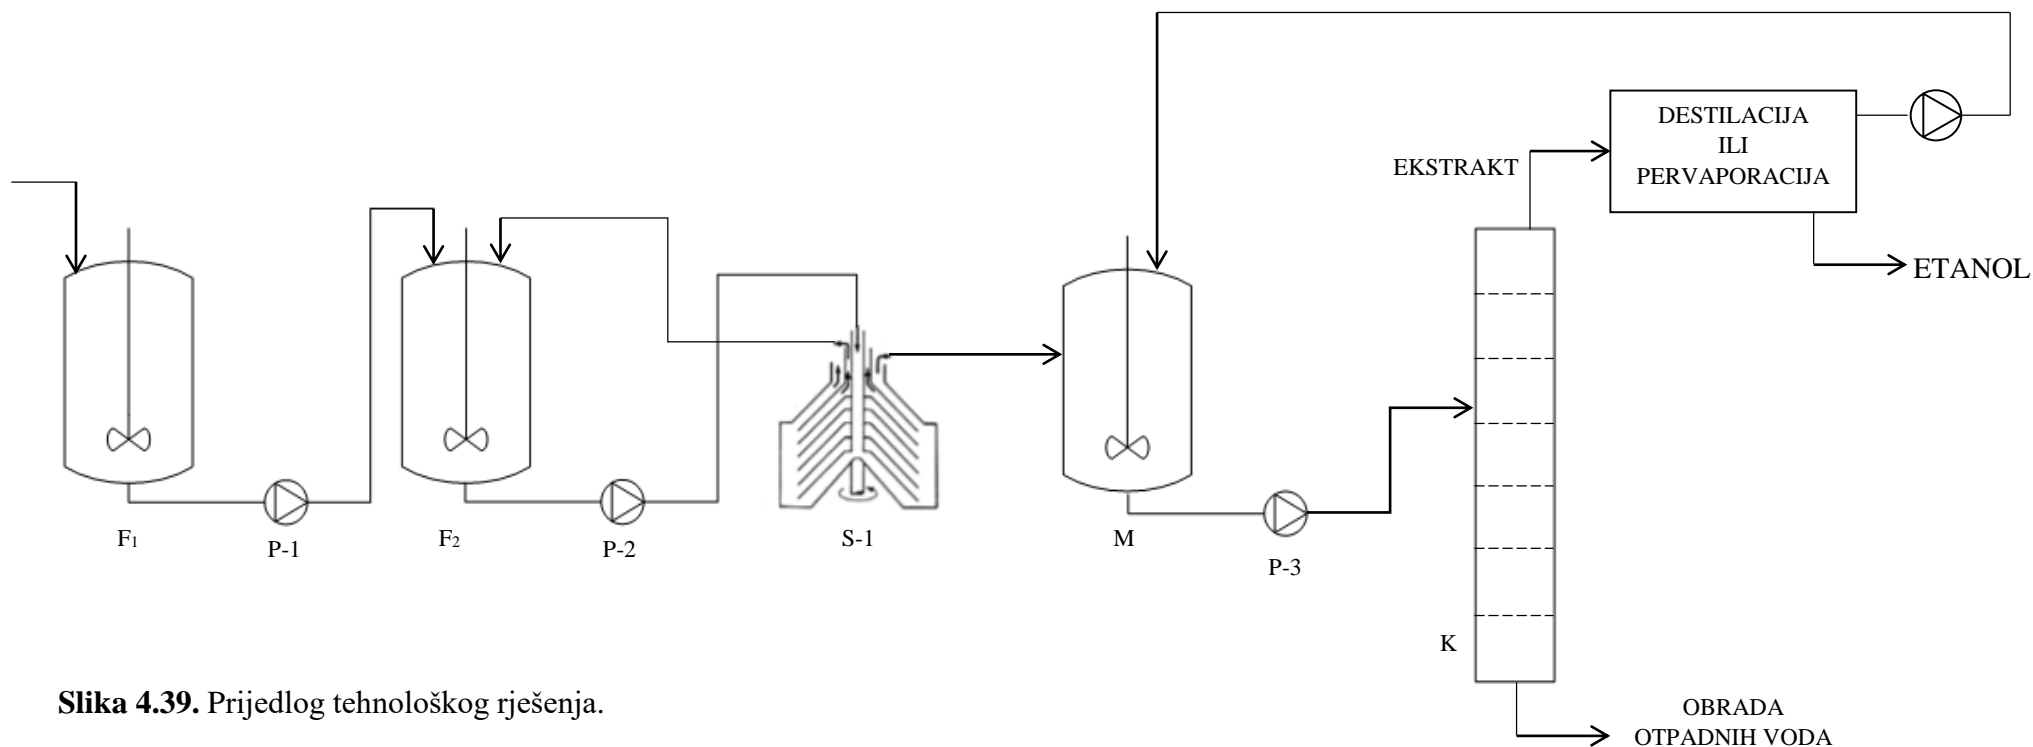 DESTILACIJA
ILI
PERVAPORACIJA
EKSTRAKT
ETANOL
F₁
P-1
F₂
P-2
S-1
M
P-3
K
Slika 4.39. Prijedlog tehnološkog rješenja.
OBRADA
OTPADNIH VODA